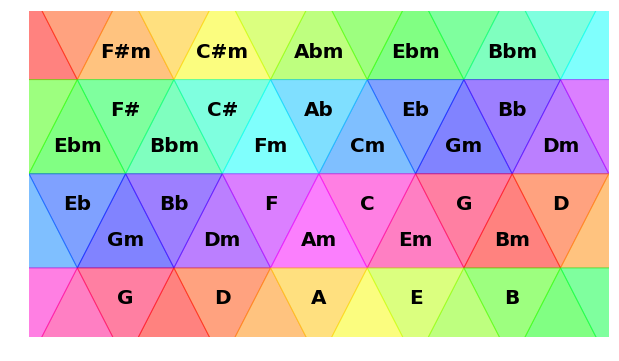 F#m C#m Abm Ebm Bbm
F# C# Ab Eb Bb
Ebm Bbm Fm Cm Gm Dm
Eb Bb F C G D
Gm Dm Am Em Bm
G D A E B